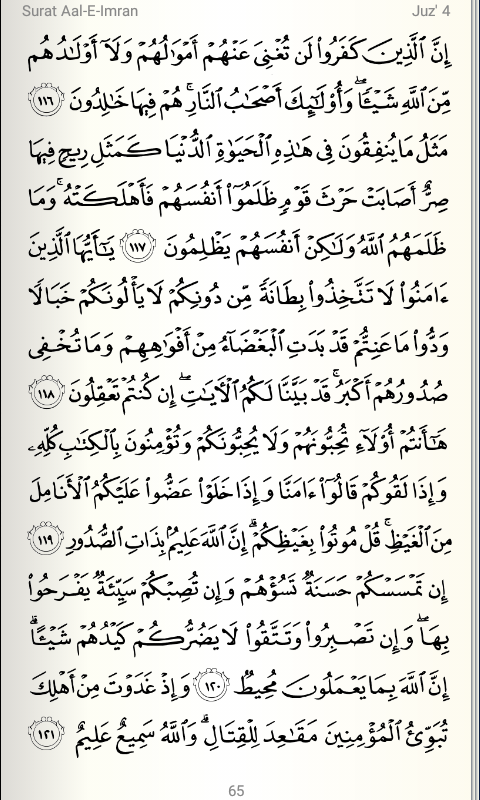 Surat Aal-E-Imran Juz' 4
إِنَّ ٱلَّذِينَ كَفَرُواْ لَن تُغْنِىَ عَنْهُمْ أَمْوَٰلُهُمْ وَلَآ أَوْلَٰدُهُم
مِّنَ ٱللَّهِ شَيْـًٔاۖ وَأُوْلَٰٓئِكَ أَصْحَٰبُ ٱلنَّارِۚ هُمْ فِيهَا خَٰلِدُونَ ١١٦
مَثَلُ مَا يُنفِقُونَ فِى هَٰذِهِ ٱلْحَيَوٰةِ ٱلدُّنْيَا كَمَثَلِ رِيحٍ فِيهَا
صِرٌّ أَصَابَتْ حَرْثَ قَوْمٍ ظَلَمُوٓاْ أَنفُسَهُمْ فَأَهْلَكَتْهُۚ وَمَا
ظَلَمَهُمُ ٱللَّهُ وَلَٰكِنْ أَنفُسَهُمْ يَظْلِمُونَ ١١٧ يَٰٓأَيُّهَا ٱلَّذِينَ
ءَامَنُواْ لَا تَتَّخِذُواْ بِطَانَةً مِّن دُونِكُمْ لَا يَأْلُونَكُمْ خَبَالًا
وَدُّواْ مَا عَنِتُّمْ قَدْ بَدَتِ ٱلْبَغْضَآءُ مِنْ أَفْوَٰهِهِمْ وَمَا تُخْفِى
صُدُورُهُمْ أَكْبَرُۚ قَدْ بَيَّنَّا لَكُمُ ٱلْأَيَٰتِۖ إِن كُنتُمْ تَعْقِلُونَ ١١٨
هَٰٓأَنتُمْ أُوْلَآءِ تُحِبُّونَهُمْ وَلَا يُحِبُّونَكُمْ وَتُؤْمِنُونَ بِٱلْكِتَٰبِ كُلِّهِۦ
وَإِذَا لَقُوكُمْ قَالُوٓاْ ءَامَنَّا وَإِذَا خَلَوْاْ عَضُّواْ عَلَيْكُمُ ٱلْأَنَامِلَ
مِنَ ٱلْغَيْظِۚ قُلْ مُوتُواْ بِغَيْظِكُمْۗ إِنَّ ٱللَّهَ عَلِيمٌۢ بِذَاتِ ٱلصُّدُورِ ١١٩
إِن تَمْسَسْكُمْ حَسَنَةٌ تَسُؤْهُمْ وَإِن تُصِبْكُمْ سَيِّئَةٌ يَفْرَحُواْ
بِهَاۖ وَإِن تَصْبِرُواْ وَتَتَّقُواْ لَا يَضُرُّكُمْ كَيْدُهُمْ شَيْـًٔاۗ
إِنَّ ٱللَّهَ بِمَا يَعْمَلُونَ مُحِيطٌ ١٢٠ وَإِذْ غَدَوْتَ مِنْ أَهْلِكَ
تُبَوِّئُ ٱلْمُؤْمِنِينَ مَقَٰعِدَ لِلْقِتَالِۗ وَٱللَّهُ سَمِيعٌ عَلِيمٌ ١٢١
65